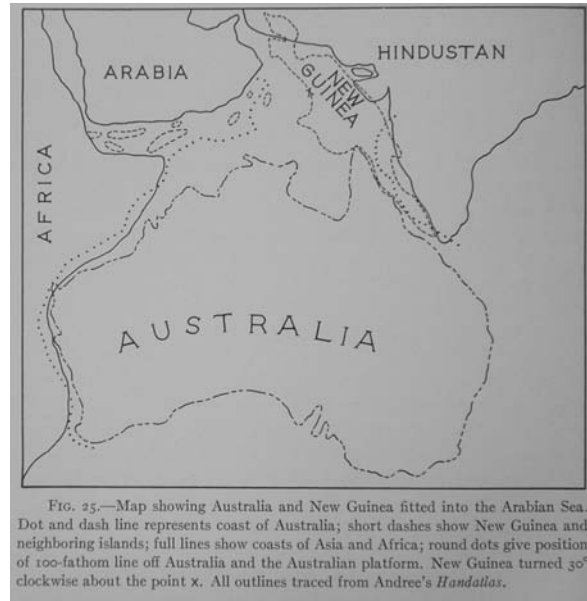 HINDUSTAN
ARABIA
NEW
GUINEA
AFRICA
AUSTRALIA
FIG. 25.—Map showing Australia and New Guinea fitted into the Arabian Sea.
Dot and dash line represents coast of Australia; short dashes show New Guinea and
neighboring islands; full lines show coasts of Asia and Africa; round dots give position
of 100-fathom line off Australia and the Australian platform. New Guinea turned 30°
clockwise about the point x. All outlines traced from Andree's Handatlas.